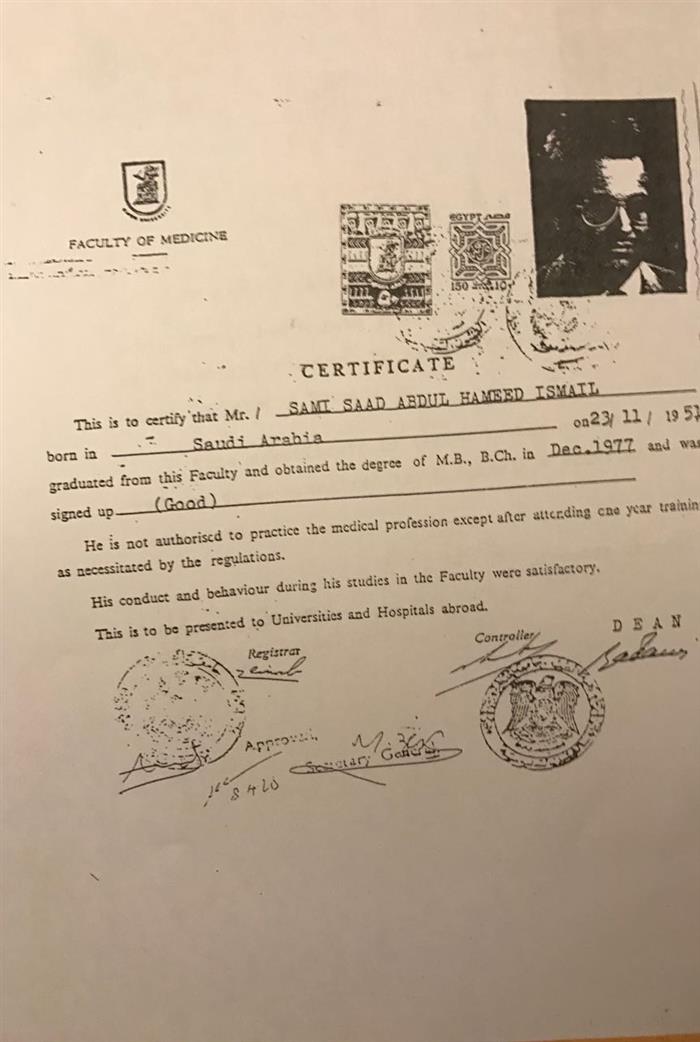 FACULTY OF MEDICINE
EGYPT مصر
150 10
CERTIFICATE
This is to certify that Mr. / SAMI SAAD ABDUL HAMEED ISMAIL
born in Saudi Arabia on 23/ 11 / 195
graduated from this Faculty and obtained the degree of M.B., B.Ch. in Dec.1977 and was
signed up (Good)
He is not authorised to practice the medical profession except after attending one year training
as necessitated by the regulations.
His conduct and behaviour during his studies in the Faculty were satisfactory.
This is to be presented to Universities and Hospitals abroad.
Registrar Controller DEAN
Approval,
Secretary General